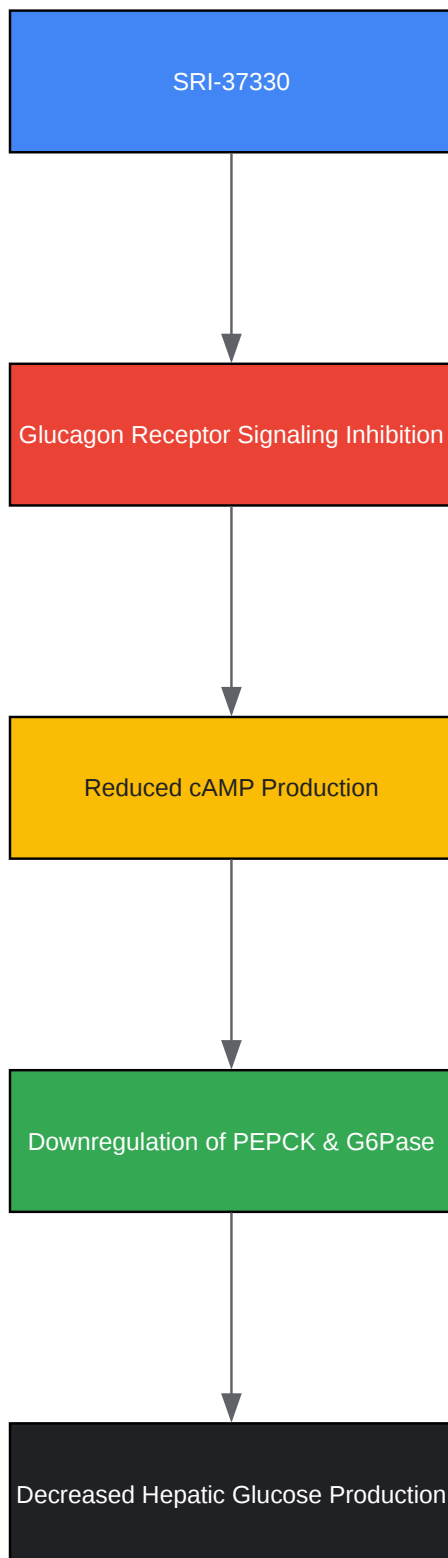 SRI-37330
Glucagon Receptor Signaling Inhibition
Reduced cAMP Production
Downregulation of PEPCK & G6Pase
Decreased Hepatic Glucose Production